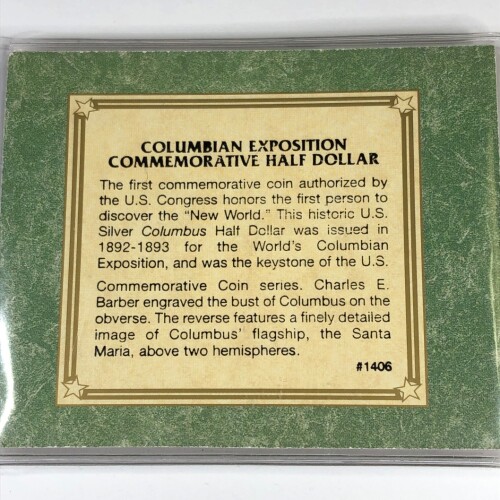 COLUMBIAN EXPOSITION
COMMEMORATIVE HALF DOLLAR
The first commemorative coin authorized by
the U.S. Congress honors the first person to
discover the "New World." This historic U.S.
Silver Columbus Half Dollar was issued in
1892-1893 for the World's Columbian
Exposition, and was the keystone of the U.S.
Commemorative Coin series. Charles E.
Barber engraved the bust of Columbus on the
obverse. The reverse features a finely detailed
image of Columbus' flagship, the Santa
Maria, above two hemispheres.
#1406